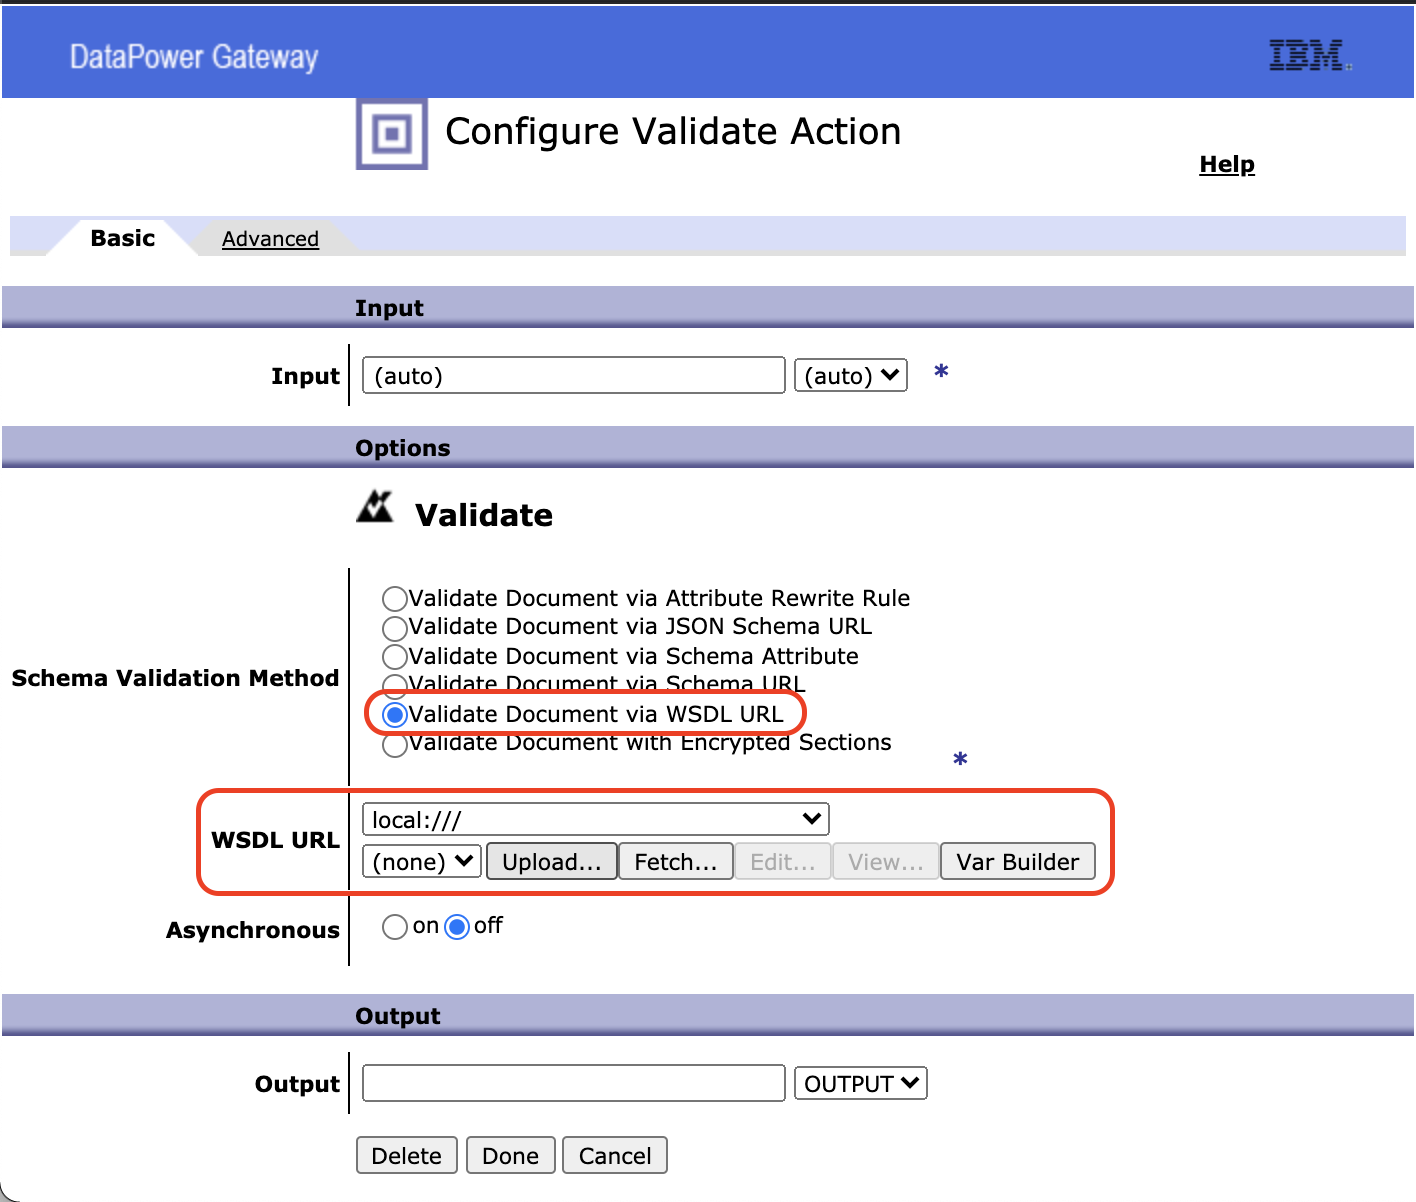 DataPower Gateway
IBM.
Configure Validate Action
Help
Basic
Advanced
Input
Input
(auto)
(auto)
*
Options
Validate
Schema Validation Method
Validate Document via Attribute Rewrite Rule
Validate Document via JSON Schema URL
Validate Document via Schema Attribute
Validate Document via Schema URL
Validate Document via WSDL URL
Validate Document with Encrypted Sections
*
WSDL URL
local:///
(none)
Upload...
Fetch...
Edit...
View...
Var Builder
Asynchronous
on
off
Output
Output
OUTPUT
Delete
Done
Cancel